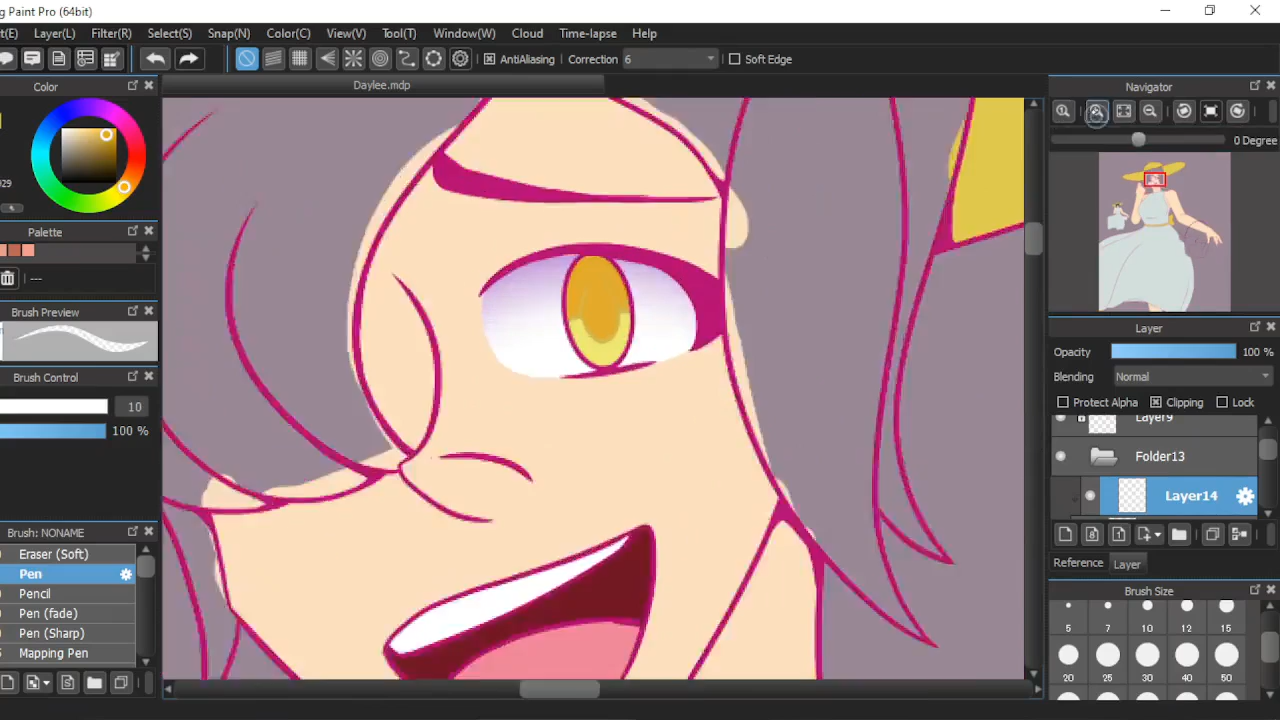 g Paint Pro (64bit)
t(E) Layer(L) Filter(R) Select(S) Snap(N) Color(C) View(V) Tool(T) Window(W) Cloud Time-lapse Help
AntiAliasing Correction 6 Soft Edge
Color
Daylee.mdp
Navigator
0 Degree
929
Palette
---
Brush Preview
Brush Control
10
100 %
Layer
Opacity 100 %
Blending Normal
Protect Alpha Clipping Lock
Layer9
Folder13
Layer14
Reference Layer
Brush: NONAME
Eraser (Soft)
Pen
Pencil
Pen (fade)
Pen (Sharp)
Mapping Pen
Brush Size
5 7 10 12 15
20 25 30 40 50